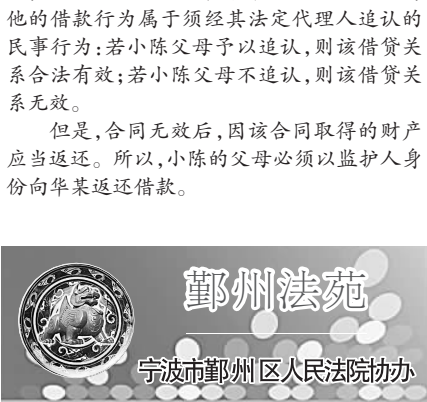 他的借款行为属于须经其法定代理人追认的
民事行为:若小陈父母予以追认,则该借贷关
系合法有效;若小陈父母不追认,则该借贷关
系无效。
但是,合同无效后,因该合同取得的财产
应当返还。所以,小陈的父母必须以监护人身
份向华某返还借款。
鄞州法苑
宁波市鄞州区人民法院协办